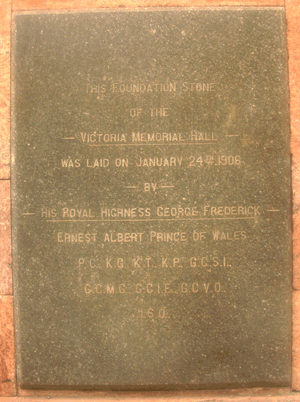 THIS FOUNDATION STONE
OF THE
— VICTORIA MEMORIAL HALL —
WAS LAID ON JANUARY 24TH, 1906
— BY —
— HIS ROYAL HIGHNESS GEORGE FREDERICK —
ERNEST ALBERT PRINCE OF WALES
P.C. K.G. K.T. K.P. G.C.S.I.
G.C.M.G. G.C.I.E. G.C.V.O.
I.S.O.